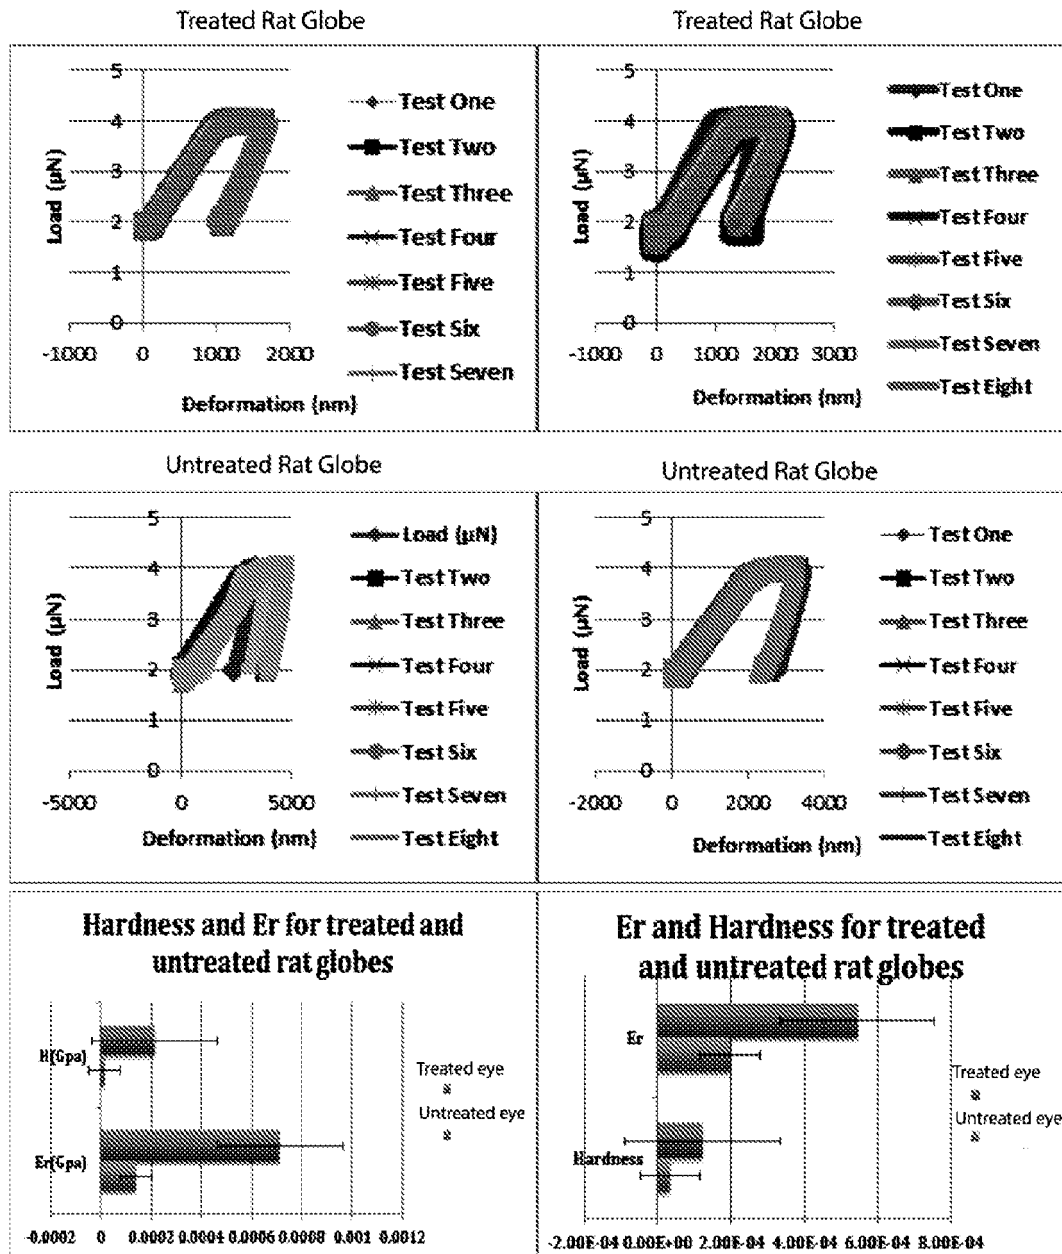 Treated Rat Globe
5
4
3
2
1
0
-1000 0 1000 2000
Load (µN)
Deformation (nm)
Test One
Test Two
Test Three
Test Four
Test Five
Test Six
Test Seven
Treated Rat Globe
5
4
3
2
1
0
-1000 0 1000 2000 3000
Load (µN)
Deformation (nm)
Test One
Test Two
Test Three
Test Four
Test Five
Test Six
Test Seven
Test Eight
Untreated Rat Globe
5
4
3
2
1
0
-5000 0 5000
Load (µN)
Deformation (nm)
Load (µN)
Test Two
Test Three
Test Four
Test Five
Test Six
Test Seven
Test Eight
Untreated Rat Globe
5
4
3
2
1
0
-2000 0 2000 4000
Load (µN)
Deformation (nm)
Test One
Test Two
Test Three
Test Four
Test Five
Test Six
Test Seven
Test Eight
Hardness and Er for treated and
untreated rat globes
H(Gpa)
Er(Gpa)
Treated eye
Untreated eye
-0.0002 0 0.0002 0.0004 0.0006 0.0008 0.001 0.0012
Er and Hardness for treated
and untreated rat globes
Er
Hardness
Treated eye
Untreated eye
-2.00E-04 0.00E+00 2.00E-04 4.00E-04 6.00E-04 8.00E-04